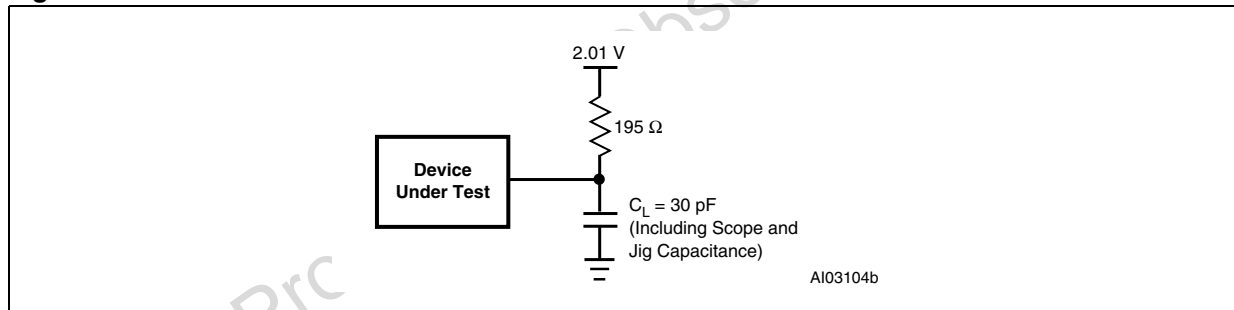 2.01 V
195 Ω
Device
Under Test
C_L = 30 pF
(Including Scope and
Jig Capacitance)
AI03104b